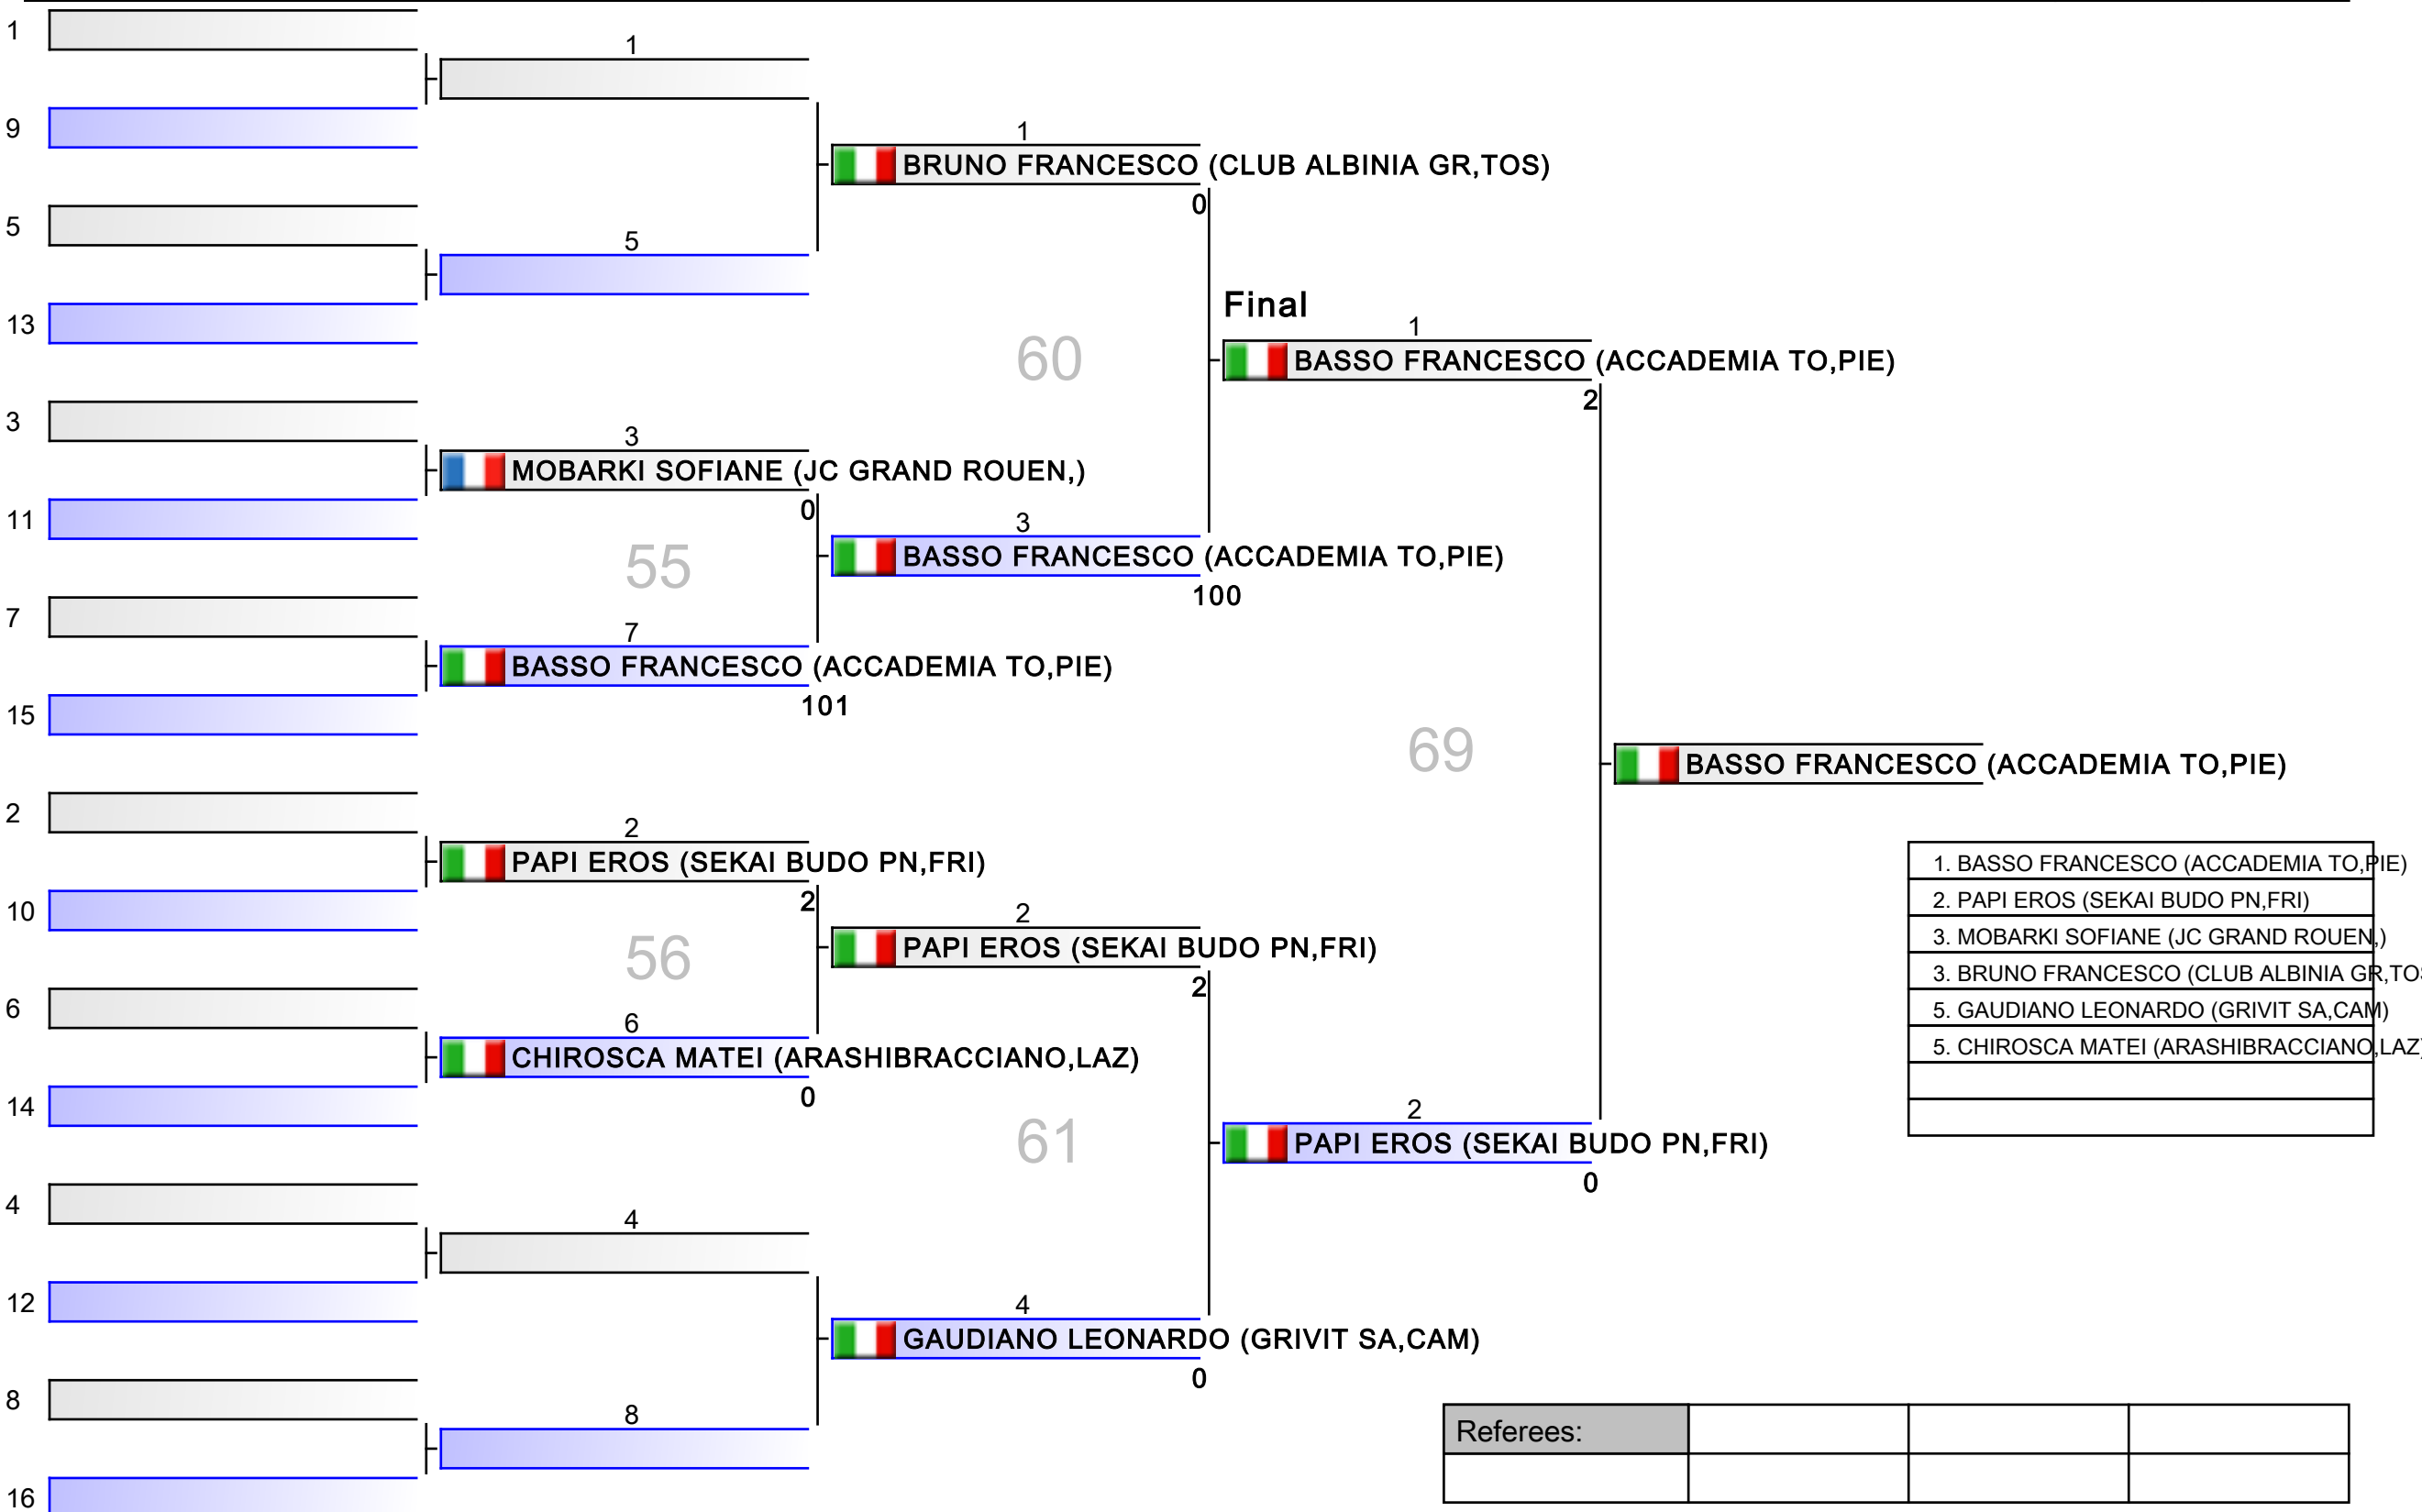 1
1
9
1
BRUNO FRANCESCO (CLUB ALBINIA GR,TOS)
0
5
5
Final
13
1
60
BASSO FRANCESCO (ACCADEMIA TO,PIE)
2
3
3
MOBARKI SOFIANE (JC GRAND ROUEN,)
0
11
3
55
BASSO FRANCESCO (ACCADEMIA TO,PIE)
100
7
7
BASSO FRANCESCO (ACCADEMIA TO,PIE)
101
15
69
BASSO FRANCESCO (ACCADEMIA TO,PIE)
2
2
PAPI EROS (SEKAI BUDO PN,FRI)
2
10
2
56
PAPI EROS (SEKAI BUDO PN,FRI)
2
1. BASSO FRANCESCO (ACCADEMIA TO,PIE)
2. PAPI EROS (SEKAI BUDO PN,FRI)
3. MOBARKI SOFIANE (JC GRAND ROUEN,)
3. BRUNO FRANCESCO (CLUB ALBINIA GR,TOS
5. GAUDIANO LEONARDO (GRIVIT SA,CAM)
5. CHIROSCA MATEI (ARASHIBRACCIANO,LAZ)
6
6
CHIROSCA MATEI (ARASHIBRACCIANO,LAZ)
0
14
61
2
PAPI EROS (SEKAI BUDO PN,FRI)
0
4
4
12
4
GAUDIANO LEONARDO (GRIVIT SA,CAM)
0
8
8
Referees:
16